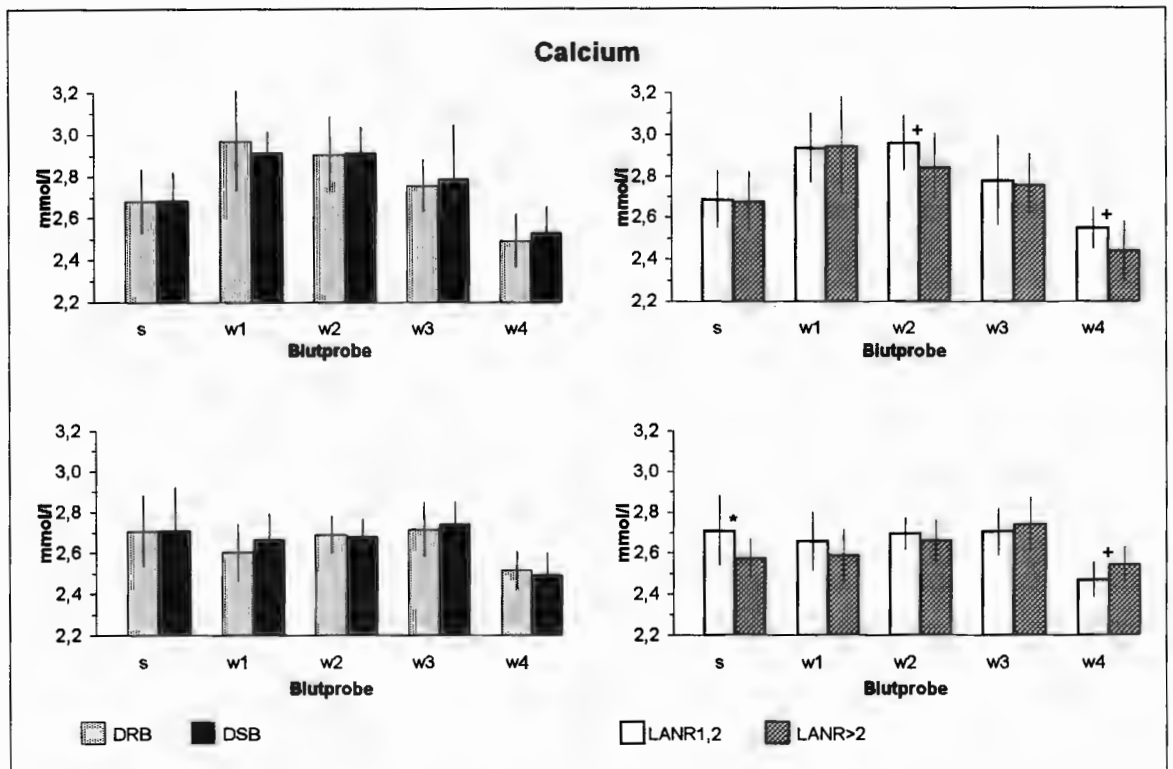 Calcium
3,2
3,0
2,8
2,6
2,4
2,2
mmol/l
s w1 w2 w3 w4
Blutprobe
3,2
3,0
2,8
2,6
2,4
2,2
mmol/l
+
+
s w1 w2 w3 w4
Blutprobe
3,2
3,0
2,8
2,6
2,4
2,2
mmol/l
s w1 w2 w3 w4
Blutprobe
3,2
3,0
2,8
2,6
2,4
2,2
mmol/l
*
+
s w1 w2 w3 w4
Blutprobe
DRB DSB
LANR1,2 LANR>2